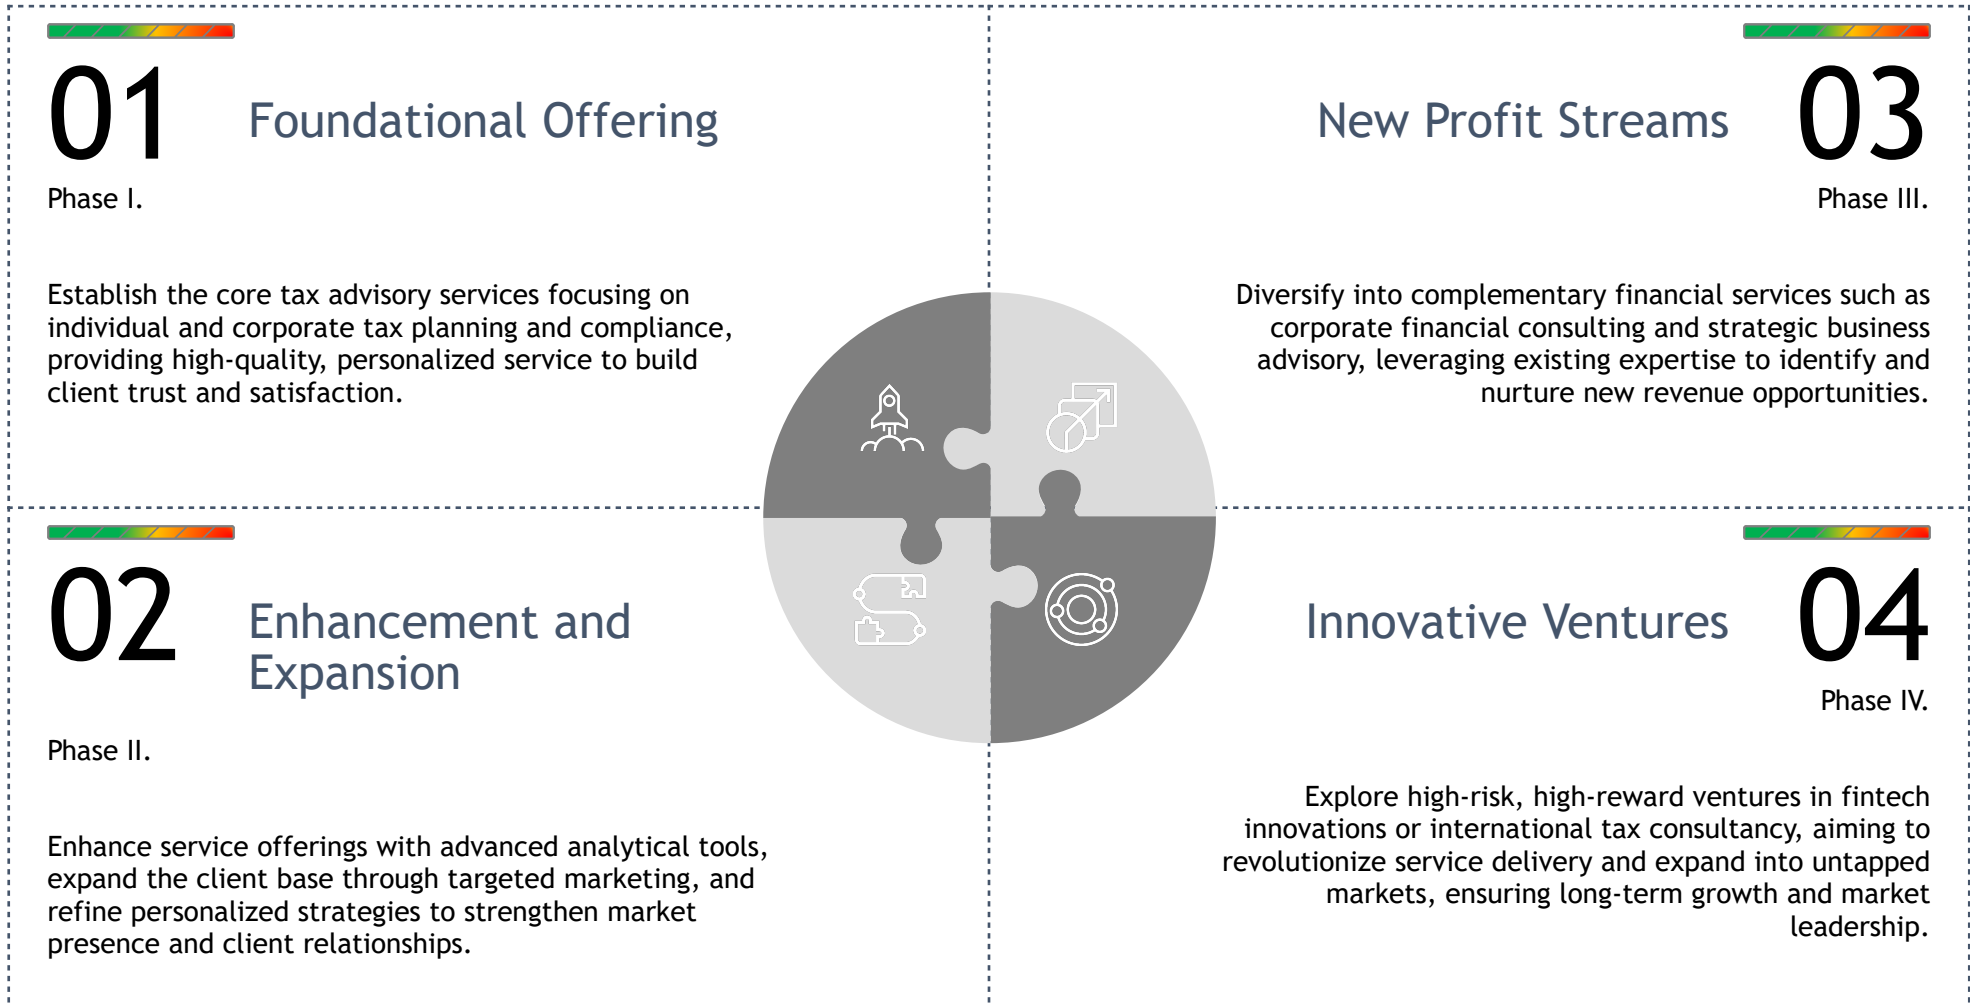 01
Foundational Offering
Phase I.
Establish the core tax advisory services focusing on
individual and corporate tax planning and compliance,
providing high-quality, personalized service to build
client trust and satisfaction.
02
Enhancement and
Expansion
Phase II.
Enhance service offerings with advanced analytical tools,
expand the client base through targeted marketing, and
refine personalized strategies to strengthen market
presence and client relationships.
New Profit Streams
03
Phase III.
Diversify into complementary financial services such as
corporate financial consulting and strategic business
advisory, leveraging existing expertise to identify and
nurture new revenue opportunities.
Innovative Ventures
04
Phase IV.
Explore high-risk, high-reward ventures in fintech
innovations or international tax consultancy, aiming to
revolutionize service delivery and expand into untapped
markets, ensuring long-term growth and market
leadership.